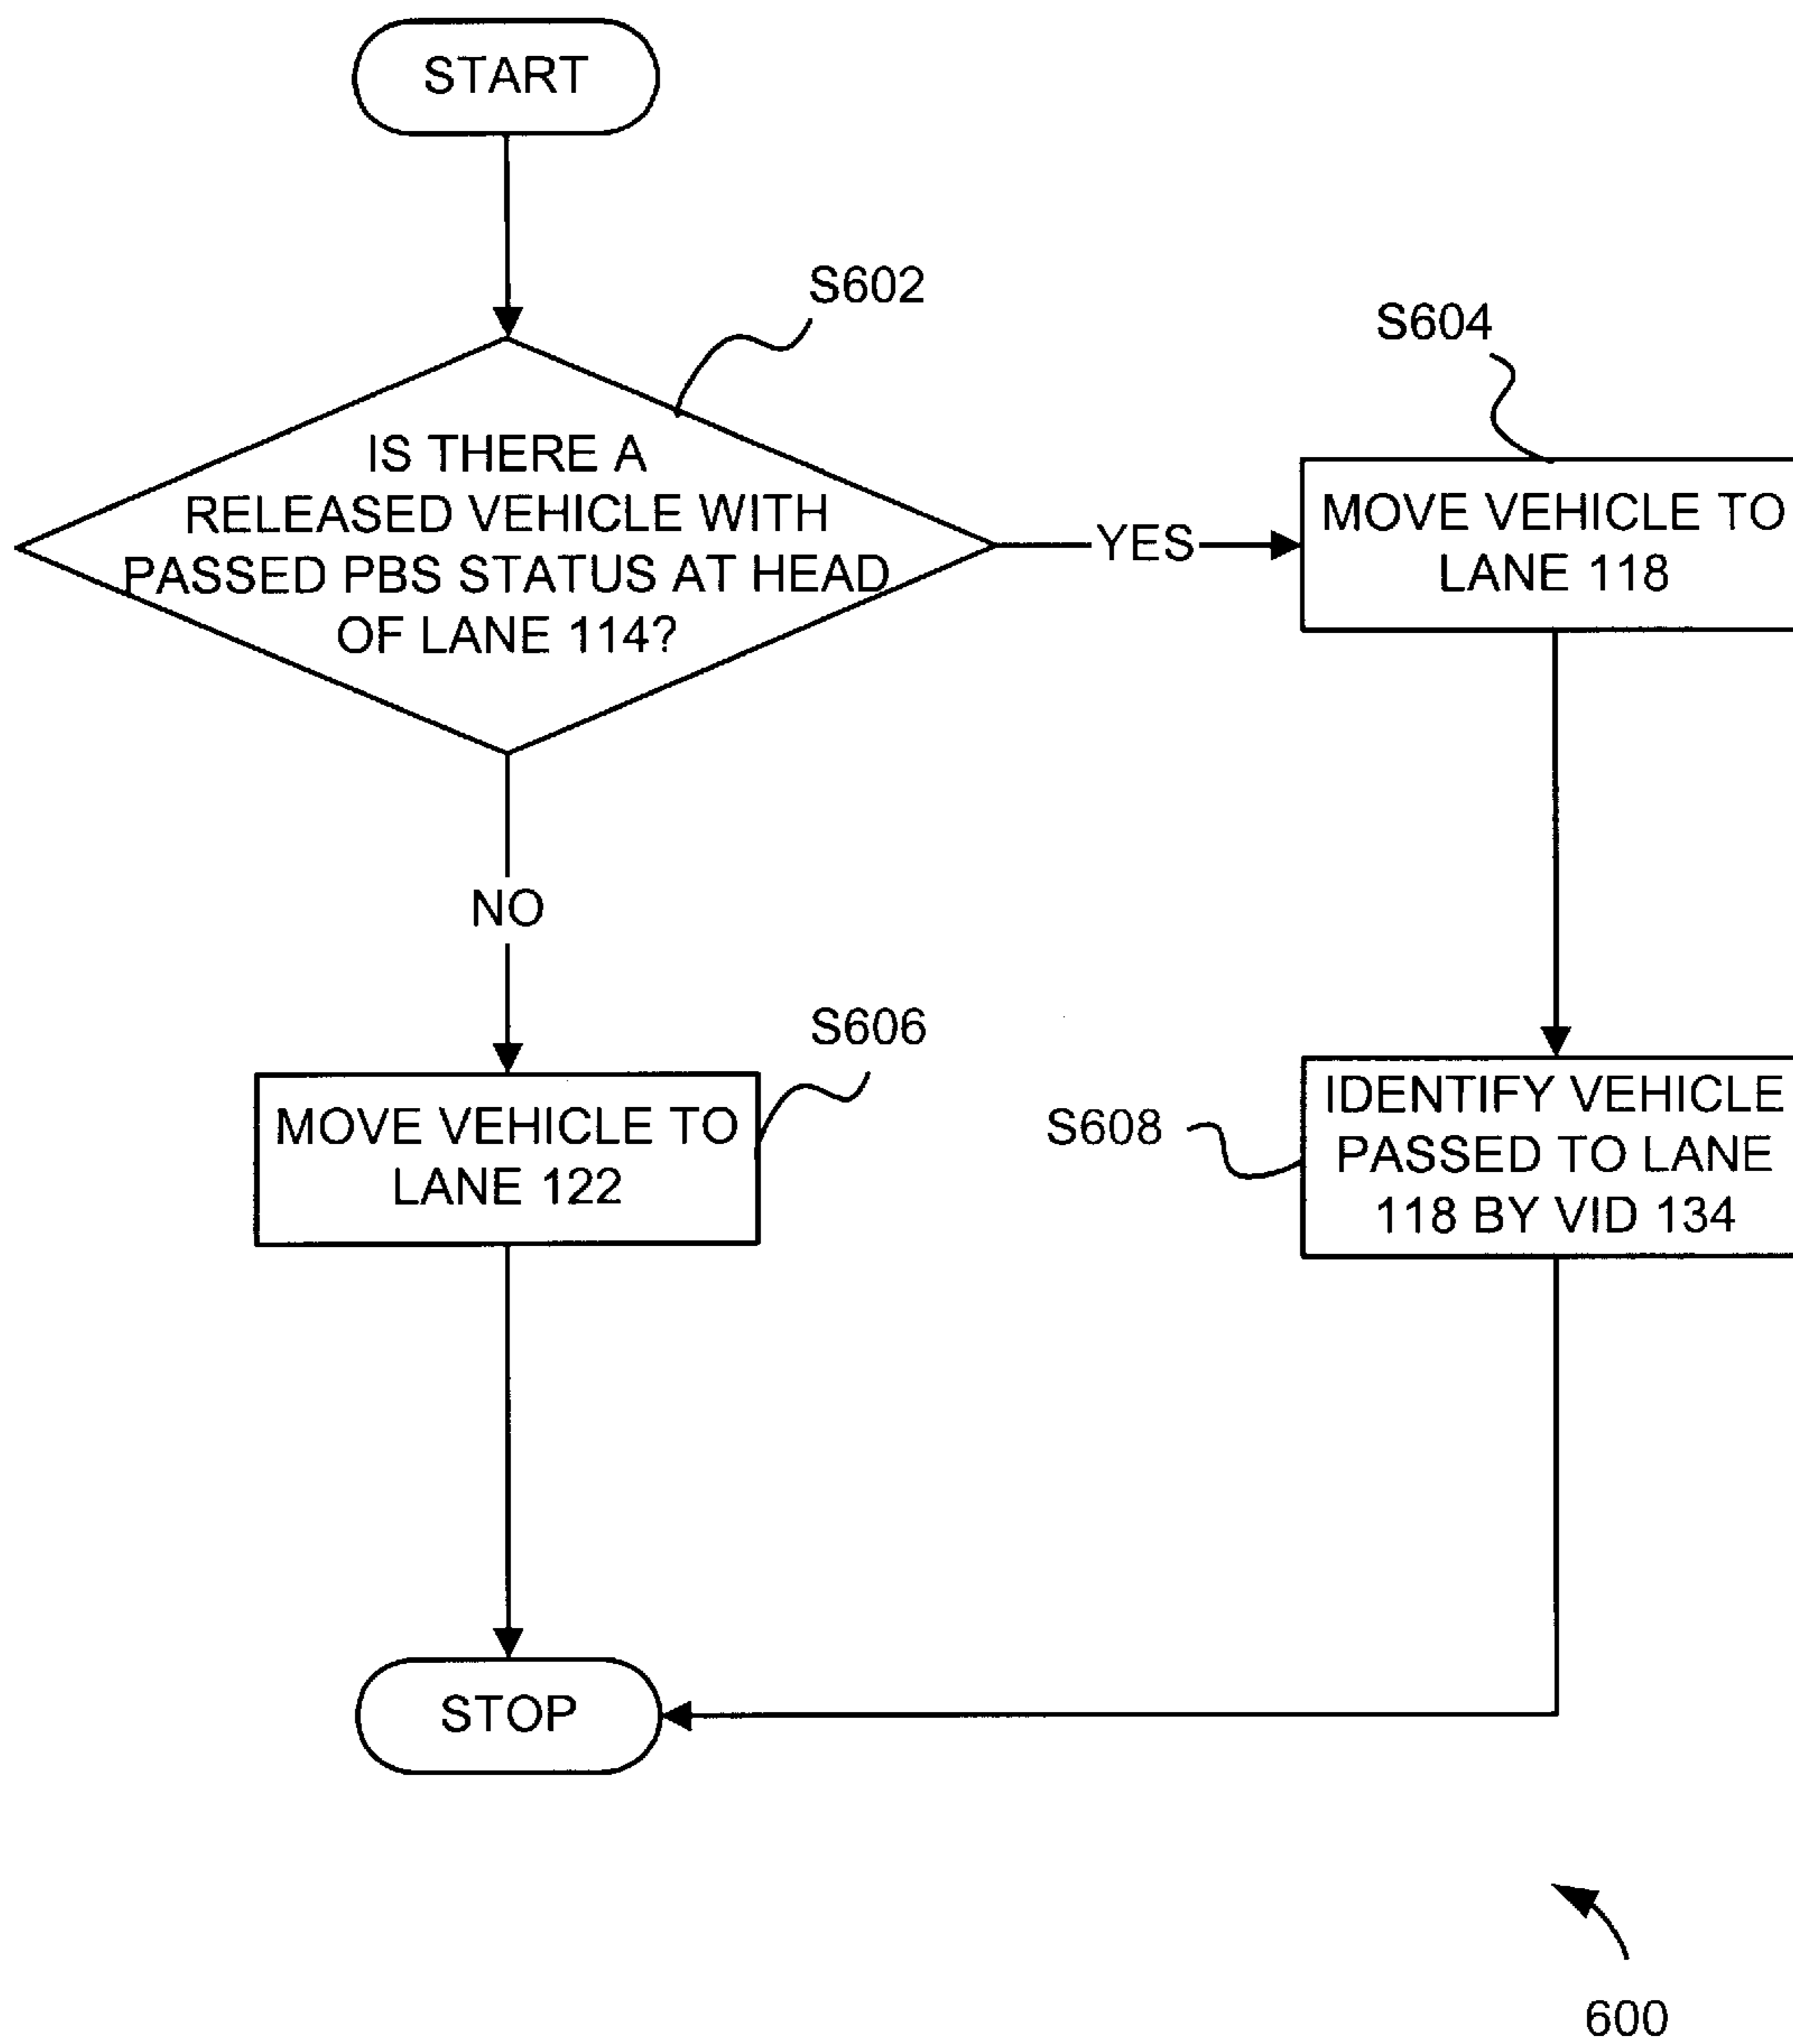 START
S602
S604
IS THERE A
RELEASED VEHICLE WITH
PASSED PBS STATUS AT HEAD
OF LANE 114?
YES
MOVE VEHICLE TO
LANE 118
NO
S606
MOVE VEHICLE TO
LANE 122
S608
IDENTIFY VEHICLE
PASSED TO LANE
118 BY VID 134
STOP
600